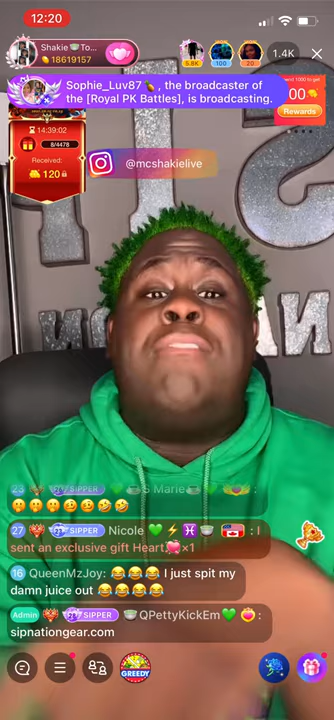 12:20
Shakie To...
18619157
5.8K
100
20
1.4K
Sophie_Luv87, the broadcaster of
the [Royal PK Battles], is broadcasting.
Rewards
14:39:02
8/4478
Received:
120
@mcshakielive
SIP
23 SIPPER S Marie :
27 SIPPER Nicole : I
sent an exclusive gift Heart ×1
16 QueenMzJoy: 😂😂😂 I just spit my
damn juice out 😂😂😂😂
Admin SIPPER QPettyKickEm :
sipnationgear.com
GREEDY